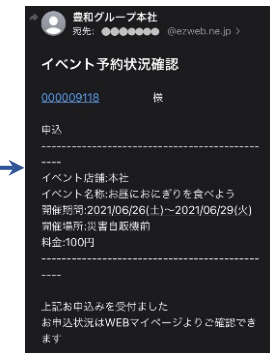 豊和グループ本社
宛先: ●●●●●●● @ezweb.ne.jp >
イベント予約状況確認
000009118 様
申込
------------------------------------------
----
イベント店舗:本社
イベント名称:お昼におにぎりを食べよう
開催期間:2021/06/26(土)～2021/06/29(火)
開催場所:災害自販機前
料金:100円
------------------------------------------
----
上記お申込みを受付ました
お申込状況はWEBマイページよりご確認でき
ます